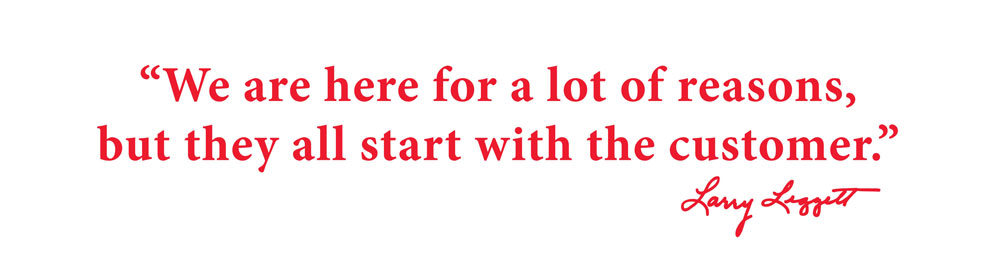 “We are here for a lot of reasons,
but they all start with the customer.”
Larry Leggett